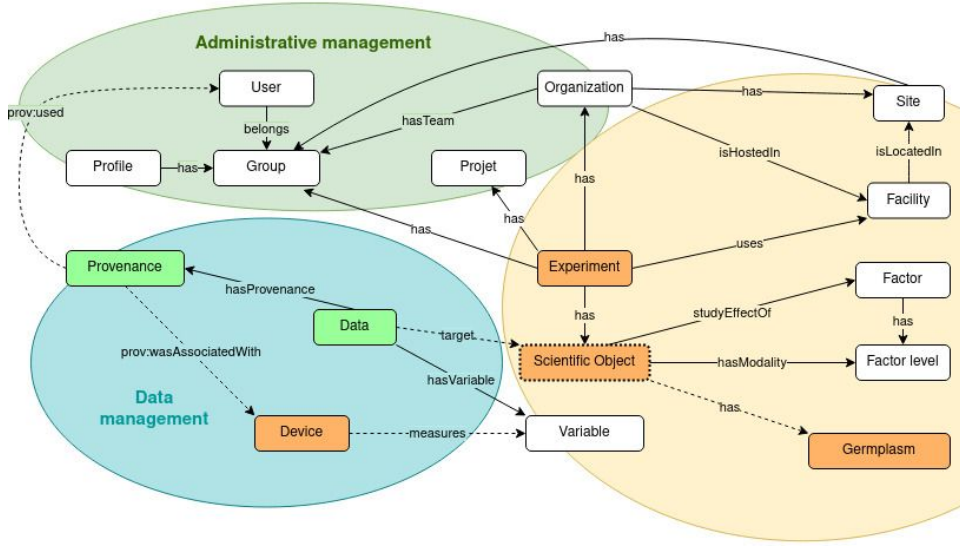 Administrative management
has
User
Organization
has
Site
prov:used
belongs
hasTeam
isHostedIn
isLocatedIn
Profile
has
Group
Projet
has
Facility
has
has
uses
Provenance
Experiment
Factor
hasProvenance
Data
has
studyEffectOf
has
target
prov:wasAssociatedWith
Scientific Object
hasModality
Factor level
hasVariable
Data
management
has
Device
measures
Variable
Germplasm